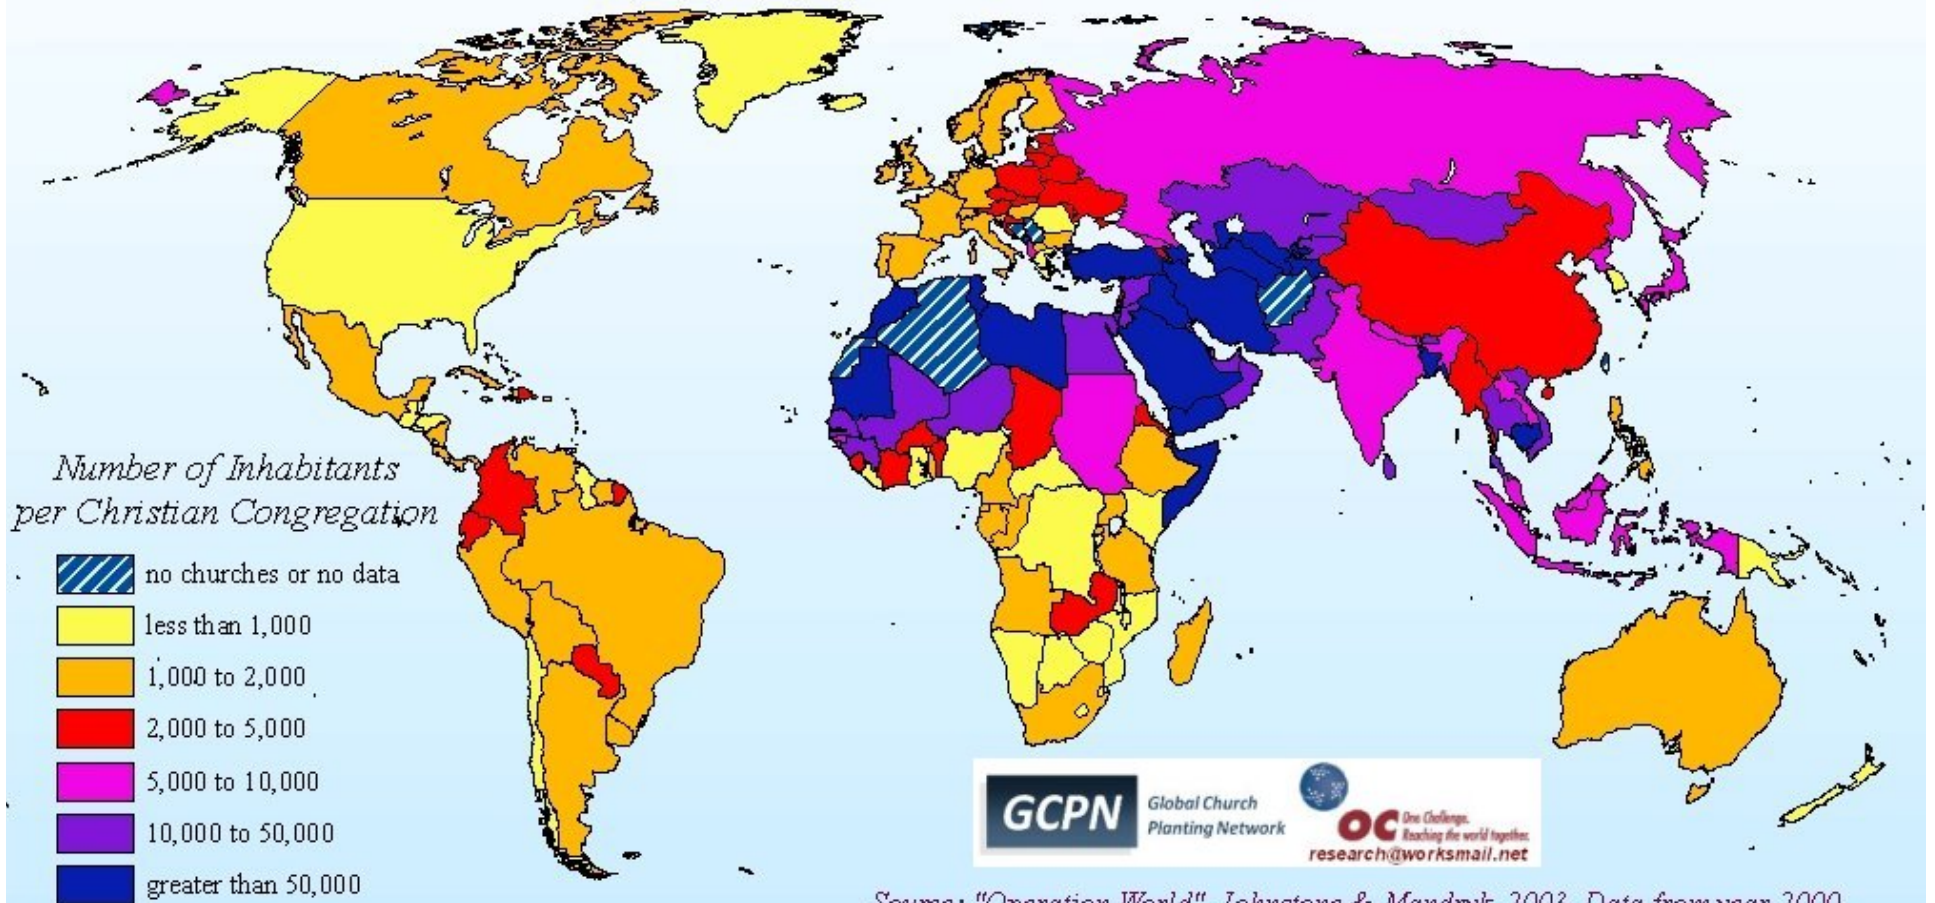 Number of Inhabitants
per Christian Congregation
no churches or no data
less than 1,000
1,000 to 2,000
2,000 to 5,000
5,000 to 10,000
10,000 to 50,000
greater than 50,000
GCPN
Global Church
Planting Network
OC
One Challenge.
Reaching the world together.
research@worksmail.net
Source: "Operation World", Johnstone & Mandryk 2003 Data from year 2000